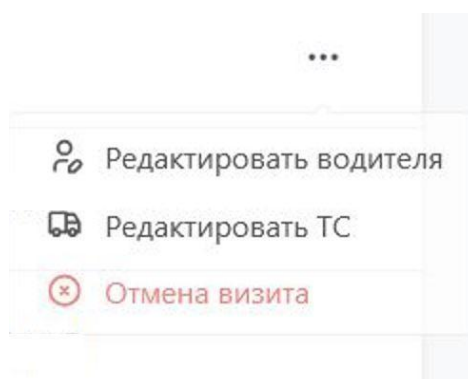 Редактировать водителя
Редактировать ТС
Отмена визита